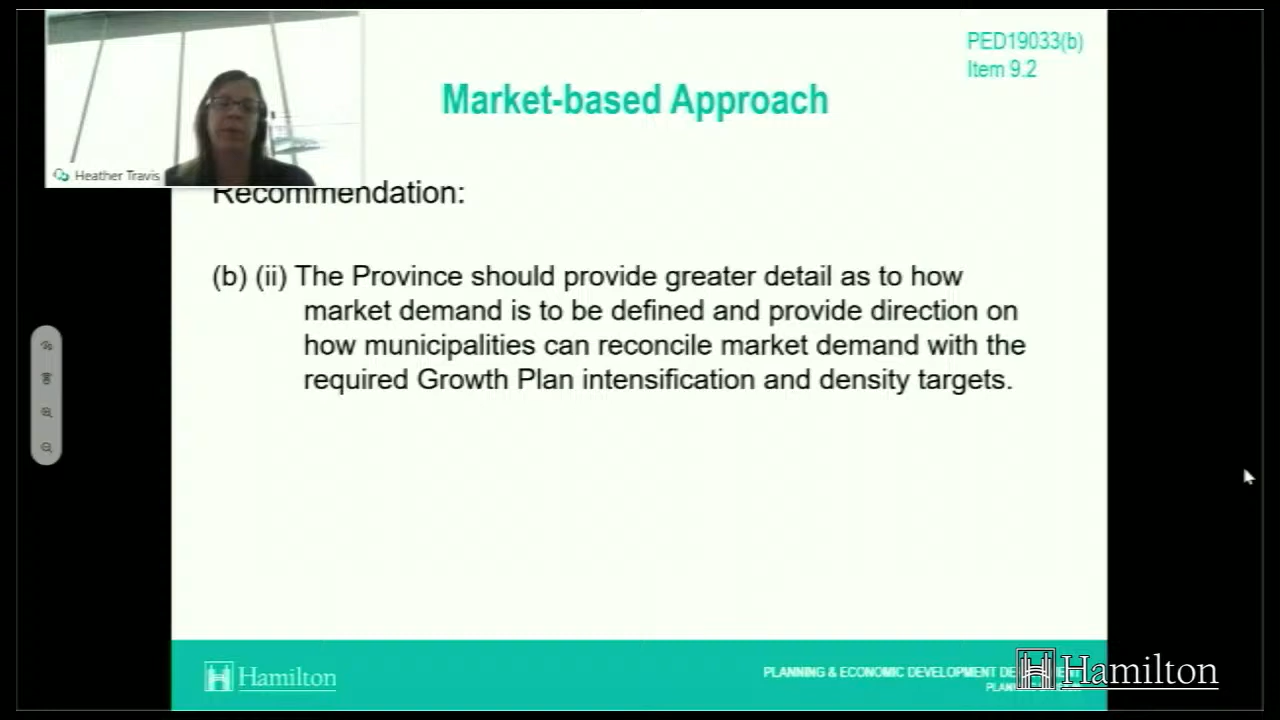 PED19033(b)
Item 9.2
Market-based Approach
Heather Travis
Recommendation:
(b) (ii) The Province should provide greater detail as to how
market demand is to be defined and provide direction on
how municipalities can reconcile market demand with the
required Growth Plan intensification and density targets.
Hamilton
PLANNING & ECONOMIC DEVELOPMENT
Hamilton